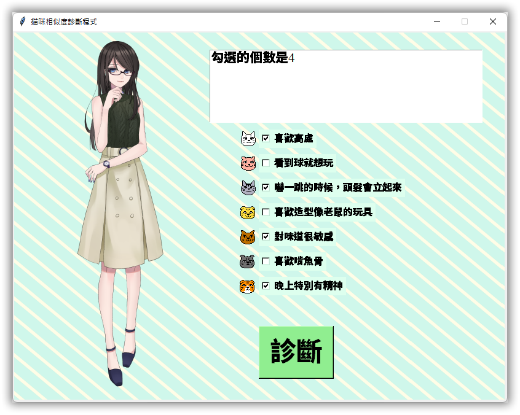 貓咪相似度診斷程式
勾選的個數是4
喜歡高處
看到球就想玩
嚇一跳的時候，頭髮會立起來
喜歡造型像老鼠的玩具
對味道很敏感
喜歡啃魚骨
晚上特別有精神
診斷